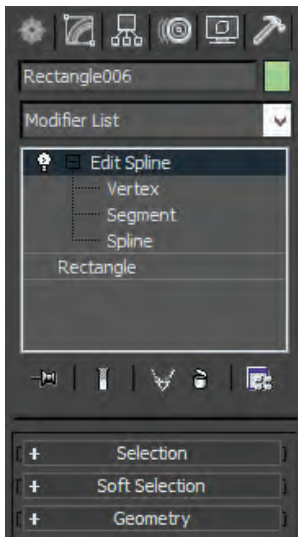 Rectangle006
Modifier List
Edit Spline
Vertex
Segment
Spline
Rectangle
+ Selection
+ Soft Selection
+ Geometry